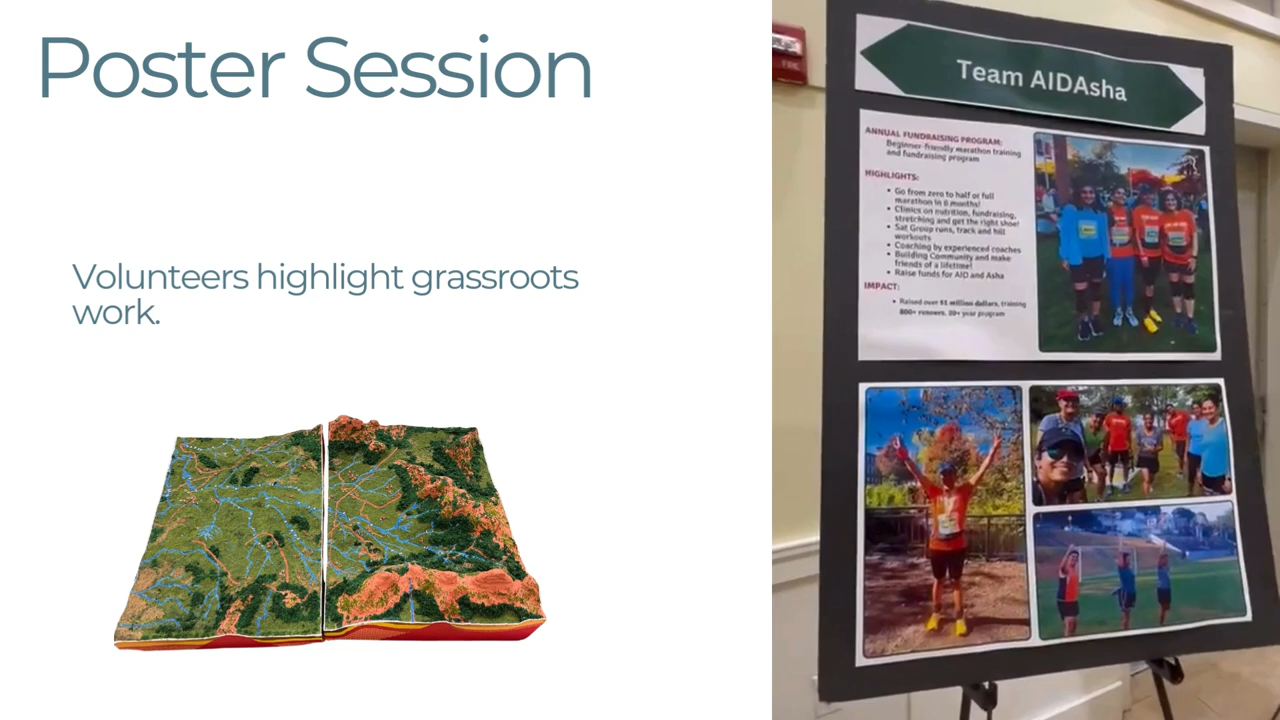 Poster Session
Volunteers highlight grassroots
work.
FIRE
Team AIDAsha
ANNUAL FUNDRAISING PROGRAM:
Beginner-friendly marathon training
and fundraising program
HIGHLIGHTS:
• Go from zero to half or full
marathon in 6 months!
• Clinics on nutrition, fundraising,
stretching and get the right shoe!
• Sat Group runs, track and hill
workouts
• Coaching by experienced coaches
• Building Community and make
friends of a lifetime!
• Raise funds for AID and Asha
IMPACT:
• Raised over $1 million dollars, training
800+ runners, 20+ year program